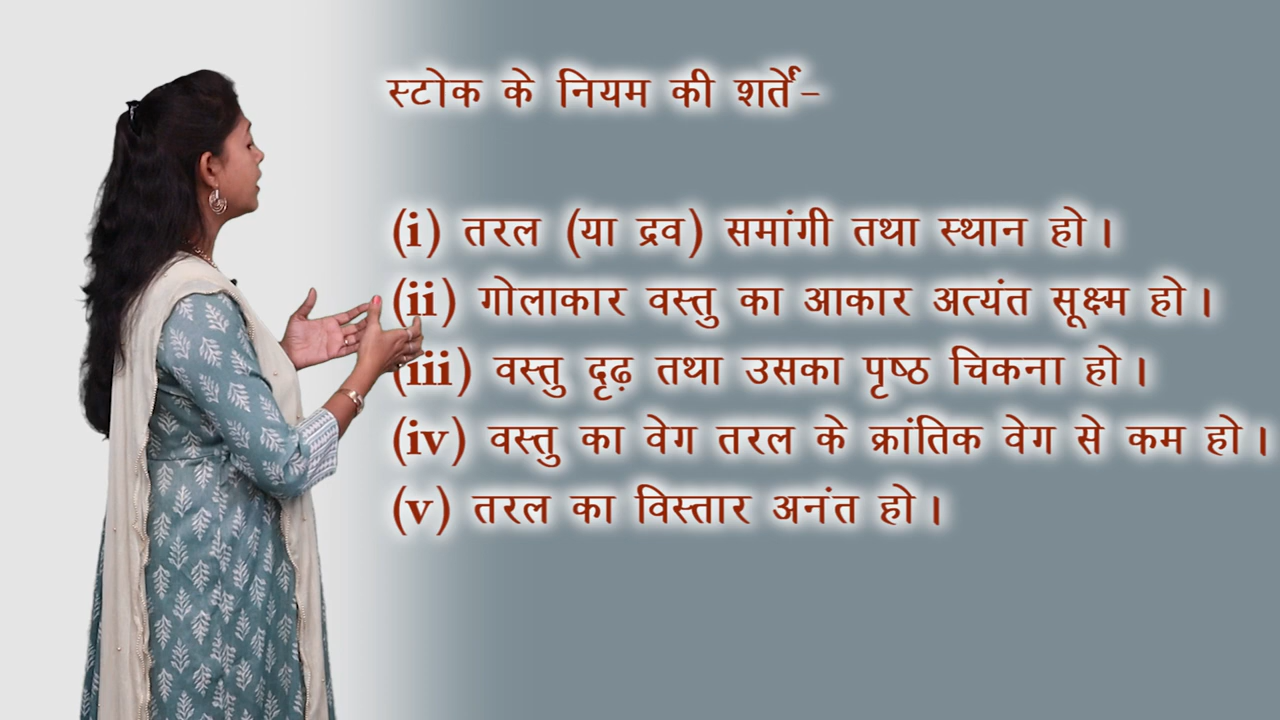 स्टोक के नियम की शर्तें-
(i) तरल (या द्रव) समांगी तथा स्थान हो।
(ii) गोलाकार वस्तु का आकार अत्यंत सूक्ष्म हो।
(iii) वस्तु दृढ़ तथा उसका पृष्ठ चिकना हो।
(iv) वस्तु का वेग तरल के क्रांतिक वेग से कम हो।
(v) तरल का विस्तार अनंत हो।